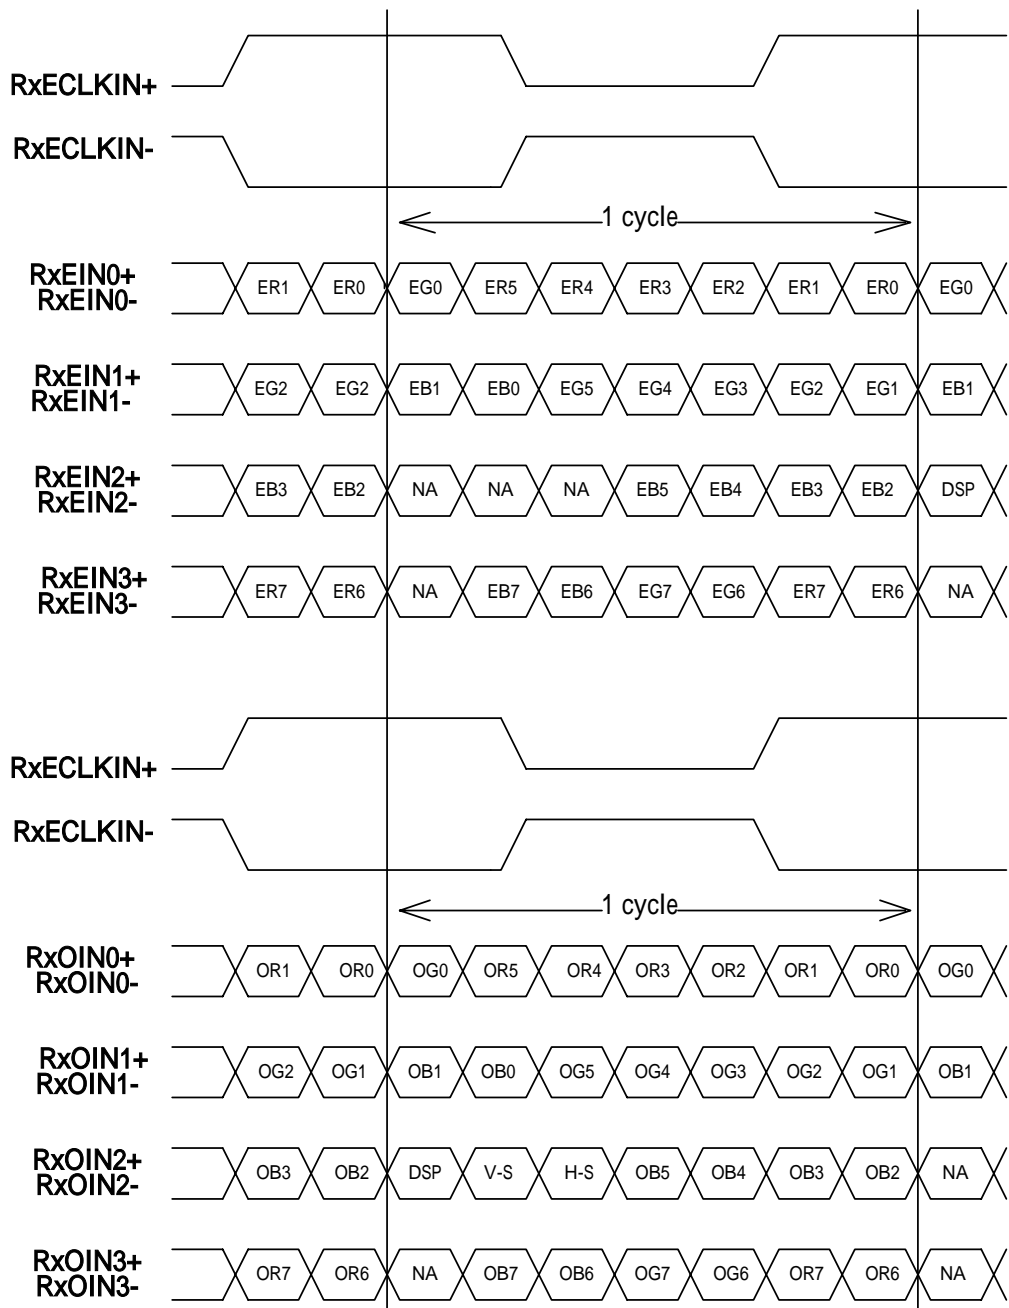 RxECLKIN+
RxECLKIN-
1 cycle
RxEIN0+
RxEIN0-
ER1 ER0 EG0 ER5 ER4 ER3 ER2 ER1 ER0 EG0
RxEIN1+
RxEIN1-
EG2 EG2 EB1 EB0 EG5 EG4 EG3 EG2 EG1 EB1
RxEIN2+
RxEIN2-
EB3 EB2 NA NA NA EB5 EB4 EB3 EB2 DSP
RxEIN3+
RxEIN3-
ER7 ER6 NA EB7 EB6 EG7 EG6 ER7 ER6 NA
RxECLKIN+
RxECLKIN-
1 cycle
RxOIN0+
RxOIN0-
OR1 OR0 OG0 OR5 OR4 OR3 OR2 OR1 OR0 OG0
RxOIN1+
RxOIN1-
OG2 OG1 OB1 OB0 OG5 OG4 OG3 OG2 OG1 OB1
RxOIN2+
RxOIN2-
OB3 OB2 DSP V-S H-S OB5 OB4 OB3 OB2 NA
RxOIN3+
RxOIN3-
OR7 OR6 NA OB7 OB6 OG7 OG6 OR7 OR6 NA